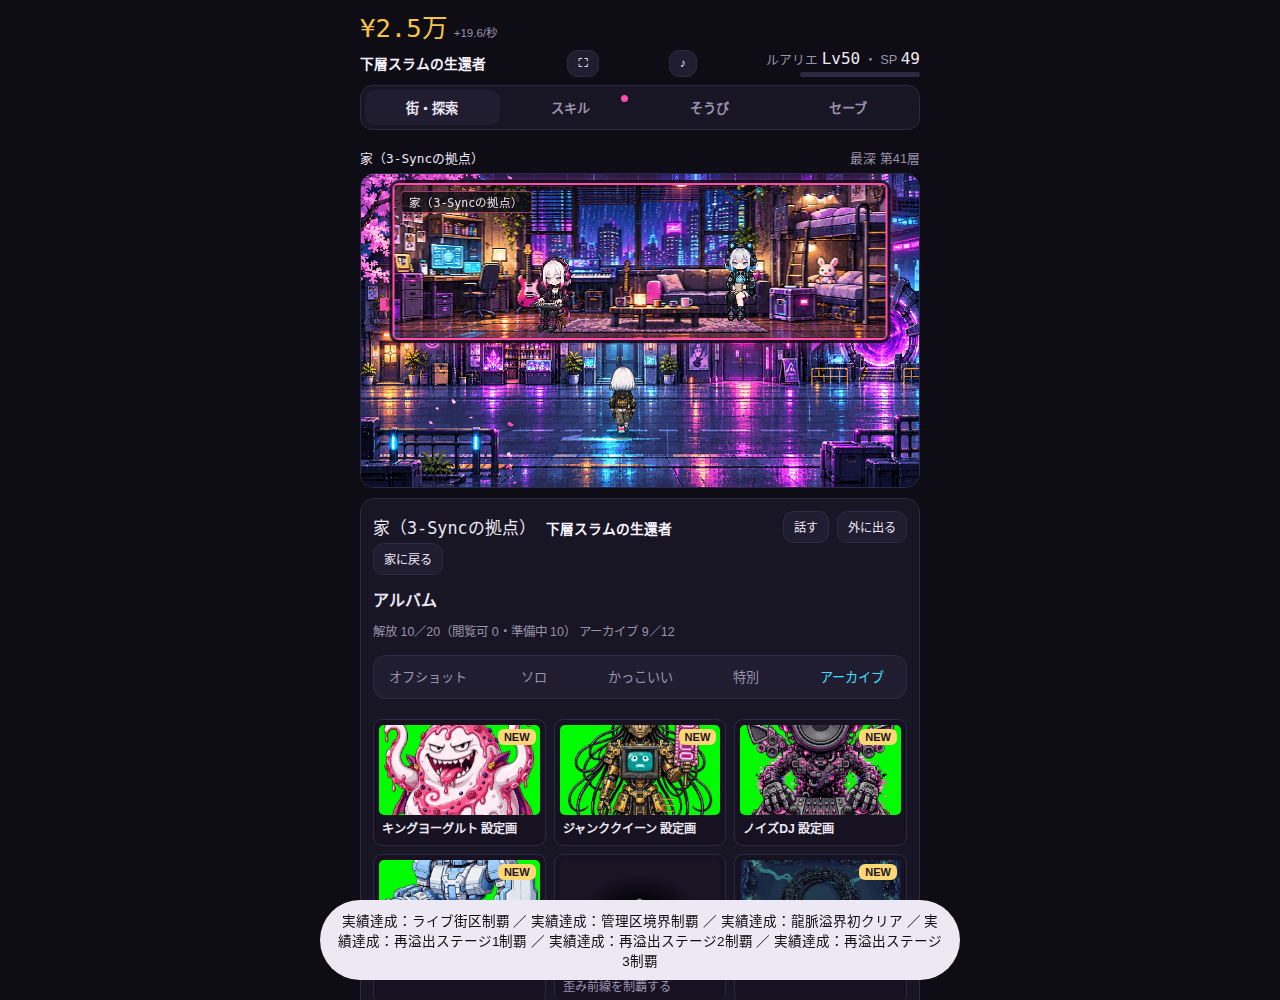 ¥2.5万 +19.6/秒
下層スラムの生還者
♪
ルアリエ Lv50 ・ SP 49
街・探索 スキル そうび セーブ
家（3-Syncの拠点） 最深 第41層
家（3-Syncの拠点）
家（3-Syncの拠点） 下層スラムの生還者 話す 外に出る
家に戻る
アルバム
解放 10／20（閲覧可 0・準備中 10） アーカイブ 9／12
オフショット ソロ かっこいい 特別 アーカイブ
NEW NEW NEW
キングヨーグルト 設定画 ジャンククイーン 設定画 ノイズDJ 設定画
NEW NEW
実績達成：ライブ街区制覇 ／ 実績達成：管理区境界制覇 ／ 実績達成：龍脈溢界初クリア ／ 実
績達成：再溢出ステージ1制覇 ／ 実績達成：再溢出ステージ2制覇 ／ 実績達成：再溢出ステージ
3制覇
歪み前線を制覇する